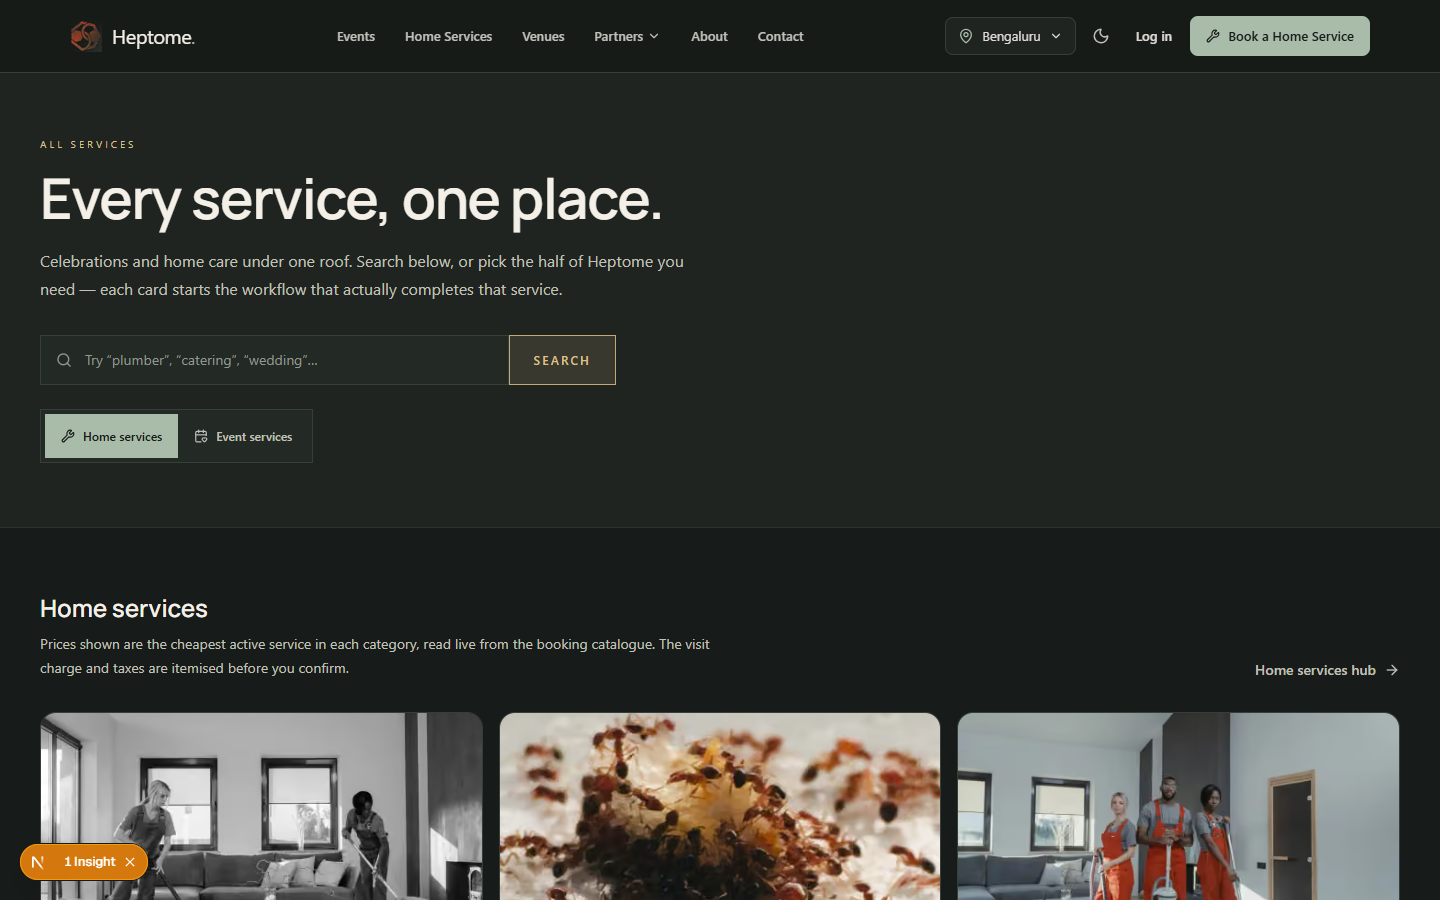 Heptome.
Events
Home Services
Venues
Partners
About
Contact
Bengaluru
Log in
Book a Home Service
ALL SERVICES
Every service, one place.
Celebrations and home care under one roof. Search below, or pick the half of Heptome you
need — each card starts the workflow that actually completes that service.
Try “plumber”, “catering”, “wedding”...
SEARCH
Home services
Event services
Home services
Prices shown are the cheapest active service in each category, read live from the booking catalogue. The visit
charge and taxes are itemised before you confirm.
Home services hub
N
1 Insight